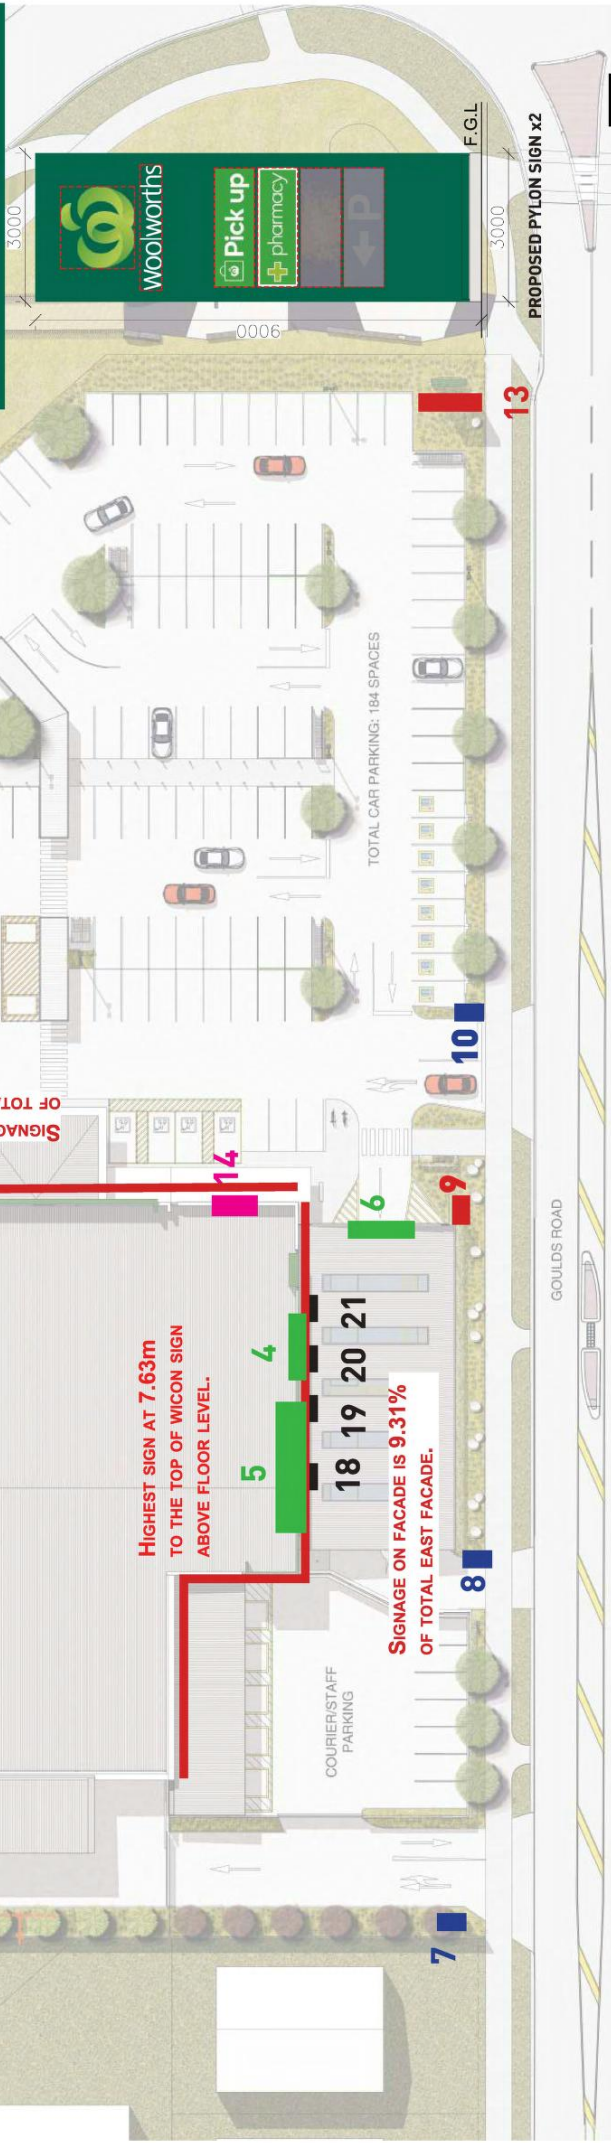 3000
Woolworths
Pick up
pharmacy
P
F.G.L
3000
9000
PROPOSED PYLON SIGN x2
13
TOTAL CAR PARKING: 184 SPACES
10
14
6
9
GOULDS ROAD
HIGHEST SIGN AT 7.63m
TO THE TOP OF WICON SIGN
ABOVE FLOOR LEVEL.
4
5
21
20
19
18
SIGNAGE ON FACADE IS 9.31%
OF TOTAL EAST FACADE.
8
COURIER/STAFF
PARKING
7